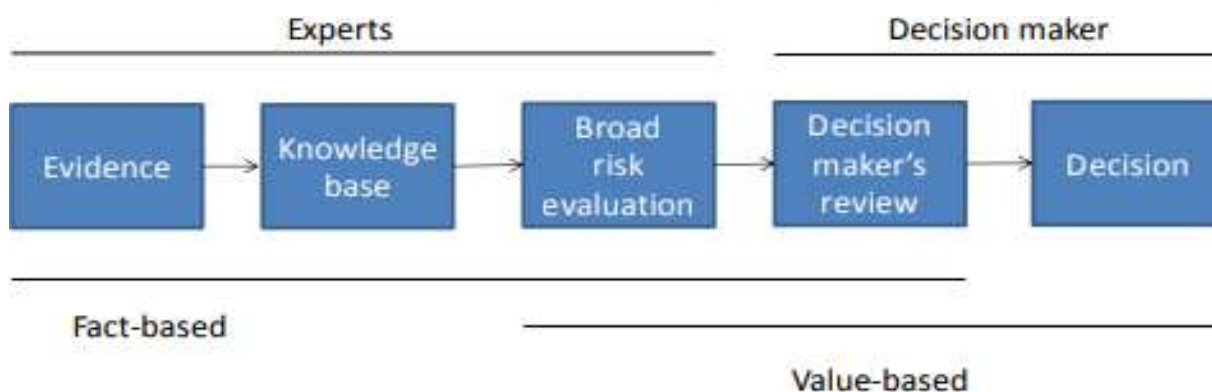 Experts
Decision maker
Evidence
Knowledge
base
Broad
risk
evaluation
Decision
maker's
review
Decision
Fact-based
Value-based